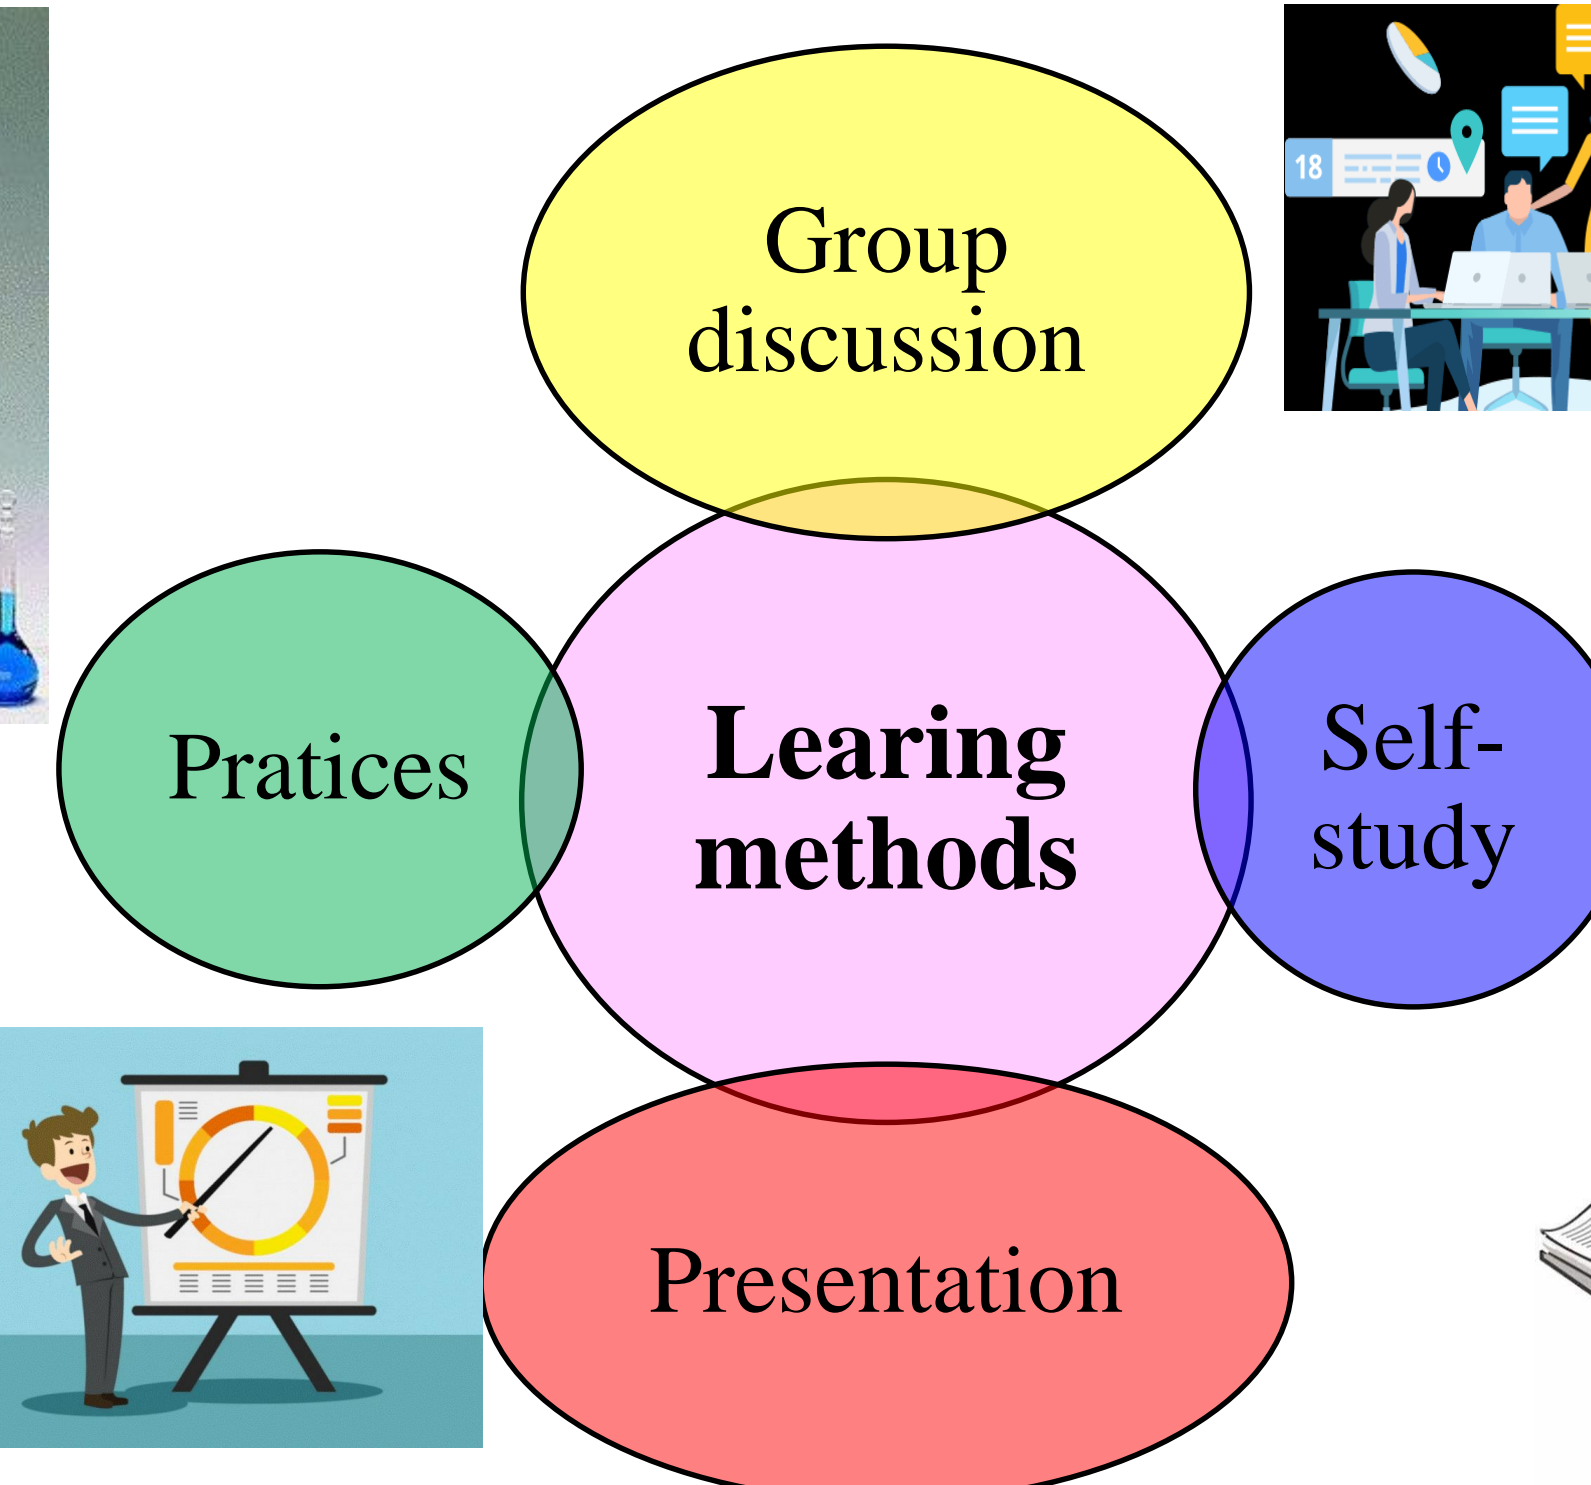 Group
discussion
18
Pratices
Learing
methods
Self-
study
Presentation